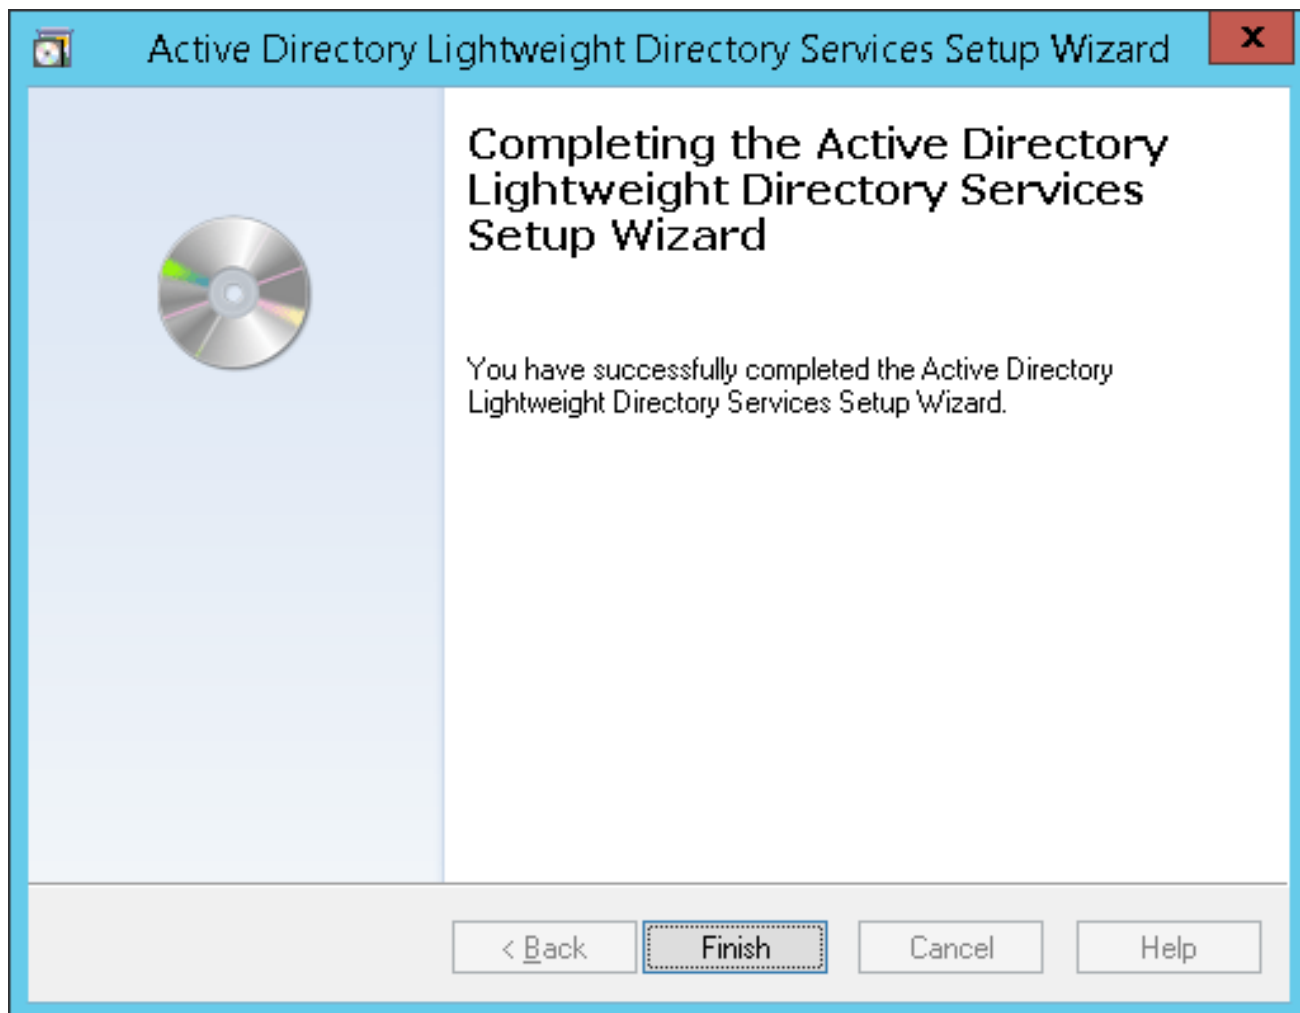 Active Directory Lightweight Directory Services Setup Wizard
x
Completing the Active Directory
Lightweight Directory Services
Setup Wizard
You have successfully completed the Active Directory
Lightweight Directory Services Setup Wizard.
< Back
Finish
Cancel
Help